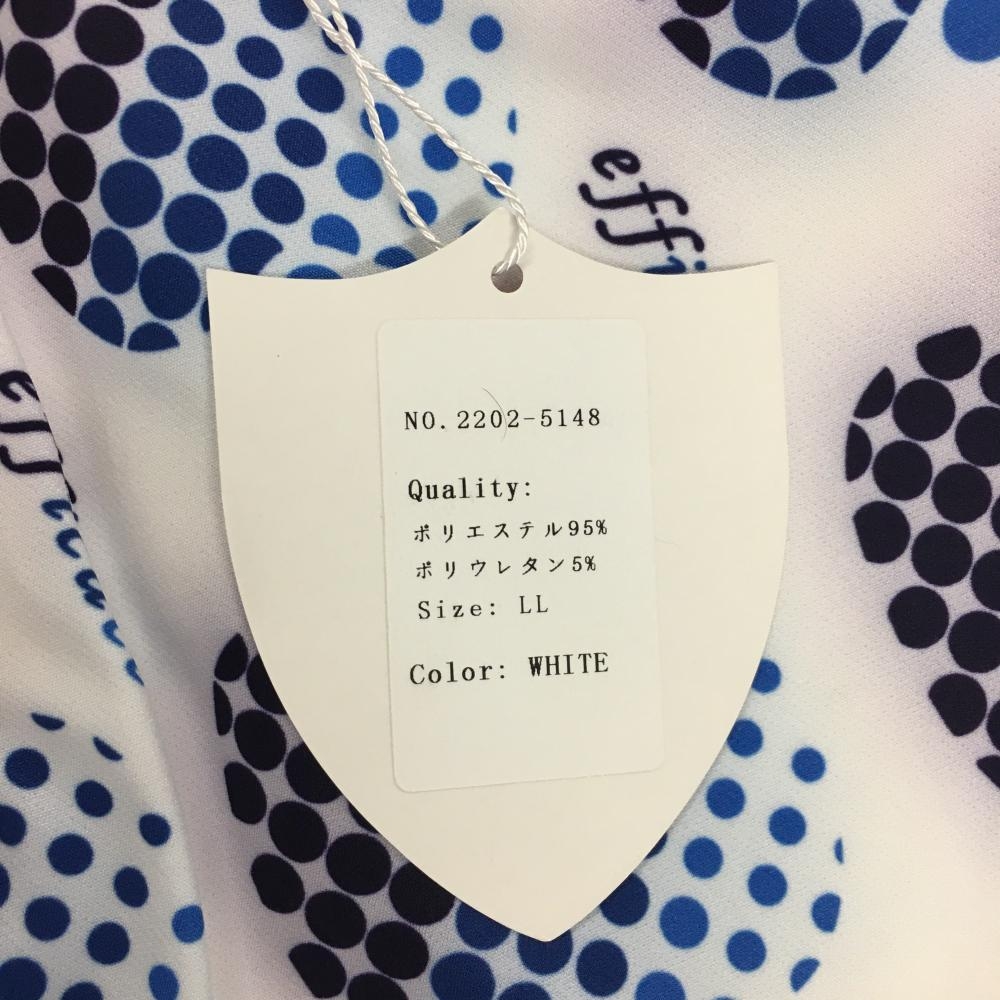 effi
NO.2202-5148
Quality:
ポリエステル95%
ポリウレタン5%
Size: LL
Color: WHITE